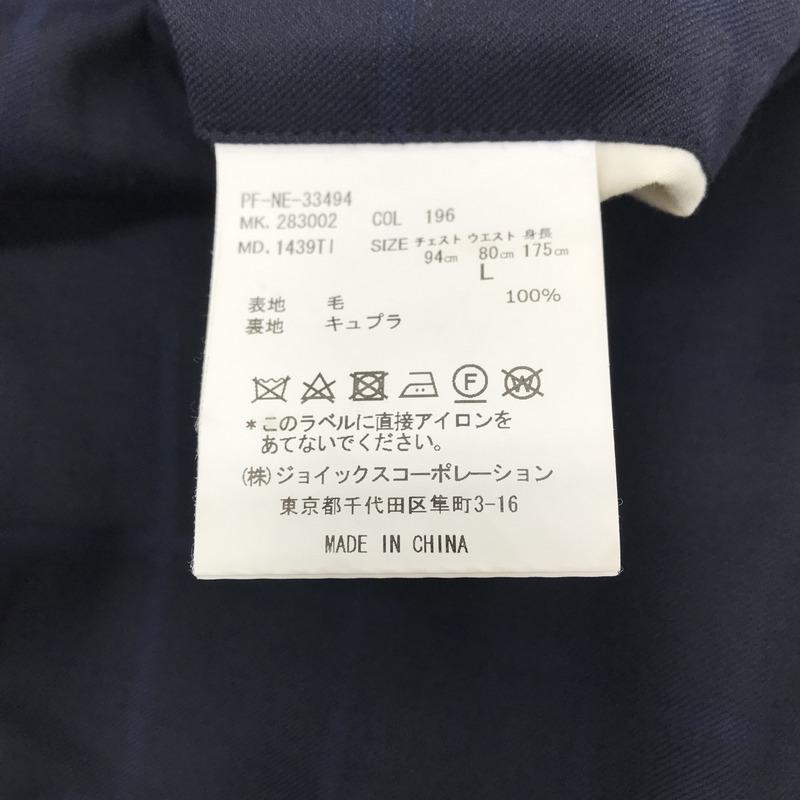 PF-NE-33494
MK. 283002 COL 196
MD. 1439TI SIZE チェスト ウエスト 身長
94cm 80cm 175cm
L
表地 毛 100%
裏地 キュプラ
F W
*このラベルに直接アイロンを
あてないでください。
(株)ジョイックスコーポレーション
東京都千代田区隼町3-16
MADE IN CHINA